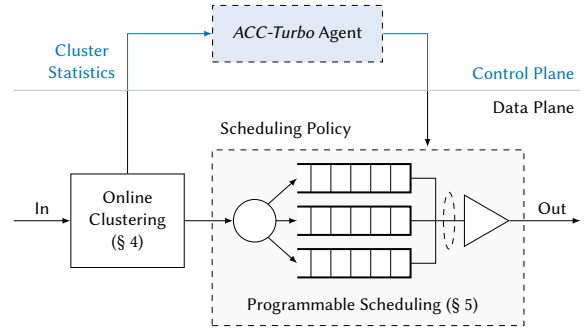 ACC-Turbo Agent
Cluster
Statistics
Control Plane
Data Plane
Scheduling Policy
In
Online
Clustering
(§ 4)
Out
Programmable Scheduling (§ 5)